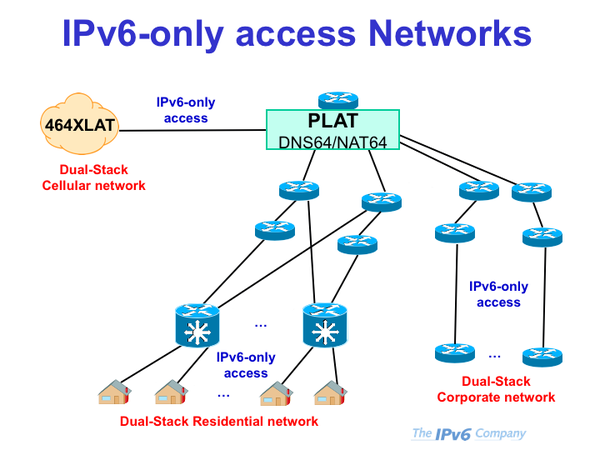 IPv6-only access Networks
IPv6-only
access
464XLAT
PLAT
DNS64/NAT64
Dual-Stack
Cellular network
IPv6-only
access
...
IPv6-only
access
...
...
Dual-Stack
Corporate network
Dual-Stack Residential network
The IPv6 Company